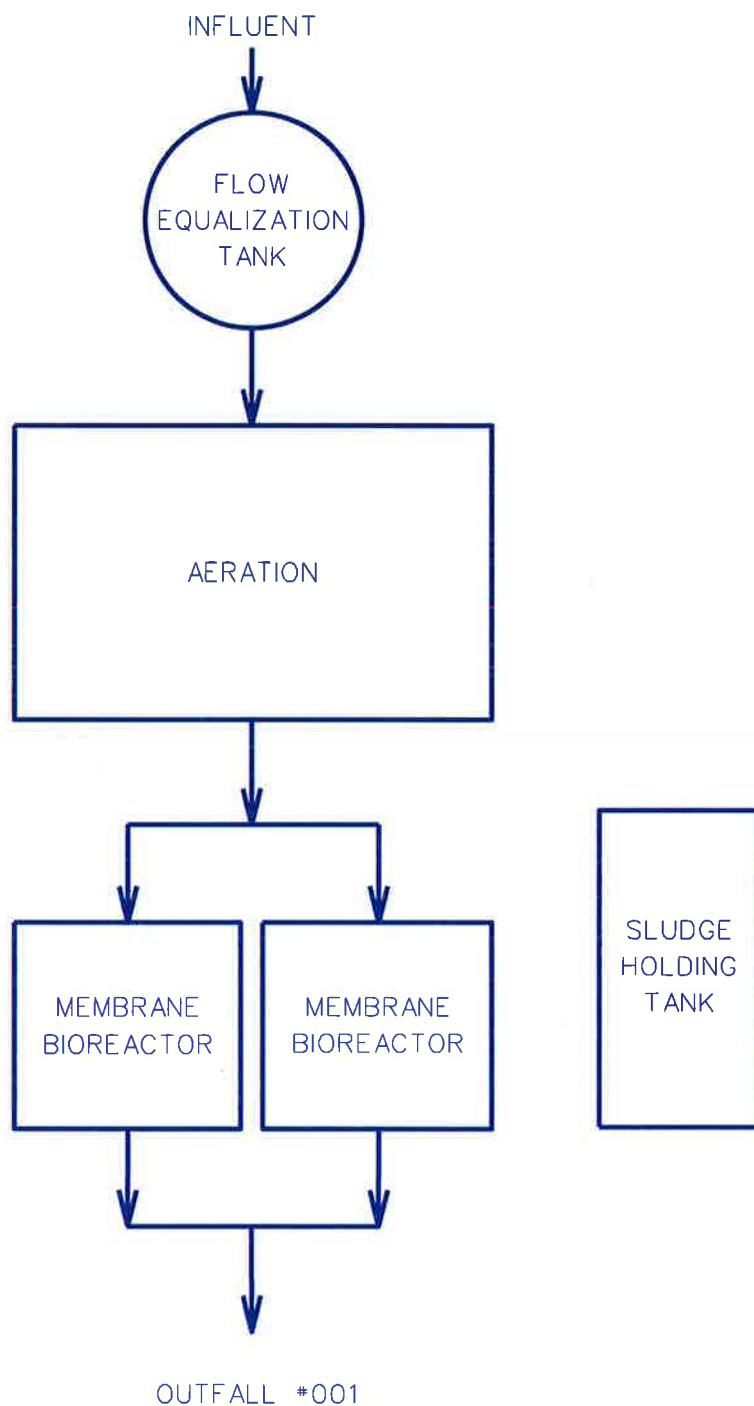 INFLUENT
FLOW
EQUALIZATION
TANK
AERATION
MEMBRANE
BIOREACTOR
MEMBRANE
BIOREACTOR
SLUDGE
HOLDING
TANK
OUTFALL #001